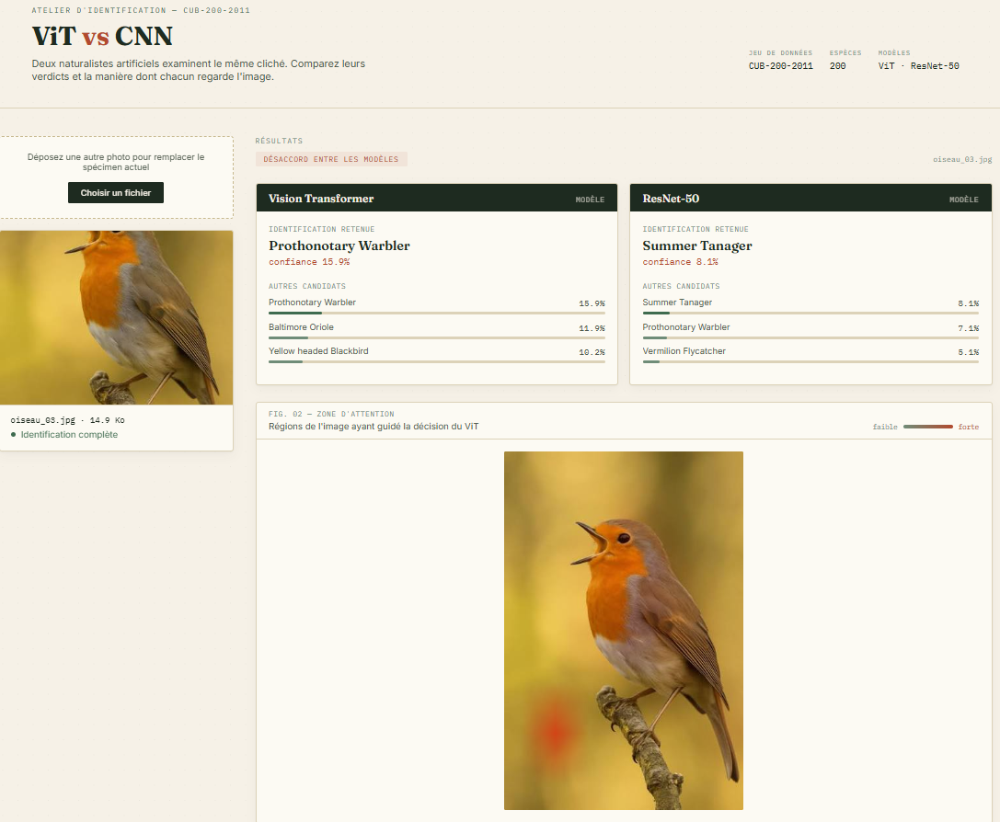 ATELIER D'IDENTIFICATION — CUB-200-2011
ViT vs CNN
Deux naturalistes artificiels examinent le même cliché. Comparez leurs
verdicts et la manière dont chacun regarde l'image.
JEU DE DONNÉES
CUB-200-2011
ESPÈCES
200
MODÈLES
ViT · ResNet-50
Déposez une autre photo pour remplacer le
spécimen actuel
Choisir un fichier
oiseau_03.jpg · 14.9 Ko
Identification complète
RÉSULTATS
DÉSACCORD ENTRE LES MODÈLES
oiseau_03.jpg
Vision Transformer
MODÈLE
IDENTIFICATION RETENUE
Prothonotary Warbler
confiance 15.9%
AUTRES CANDIDATS
Prothonotary Warbler 15.9%
Baltimore Oriole 11.9%
Yellow headed Blackbird 10.2%
ResNet-50
MODÈLE
IDENTIFICATION RETENUE
Summer Tanager
confiance 8.1%
AUTRES CANDIDATS
Summer Tanager 8.1%
Prothonotary Warbler 7.1%
Vermilion Flycatcher 5.1%
FIG. 02 — ZONE D'ATTENTION
Régions de l'image ayant guidé la décision du ViT
faible forte